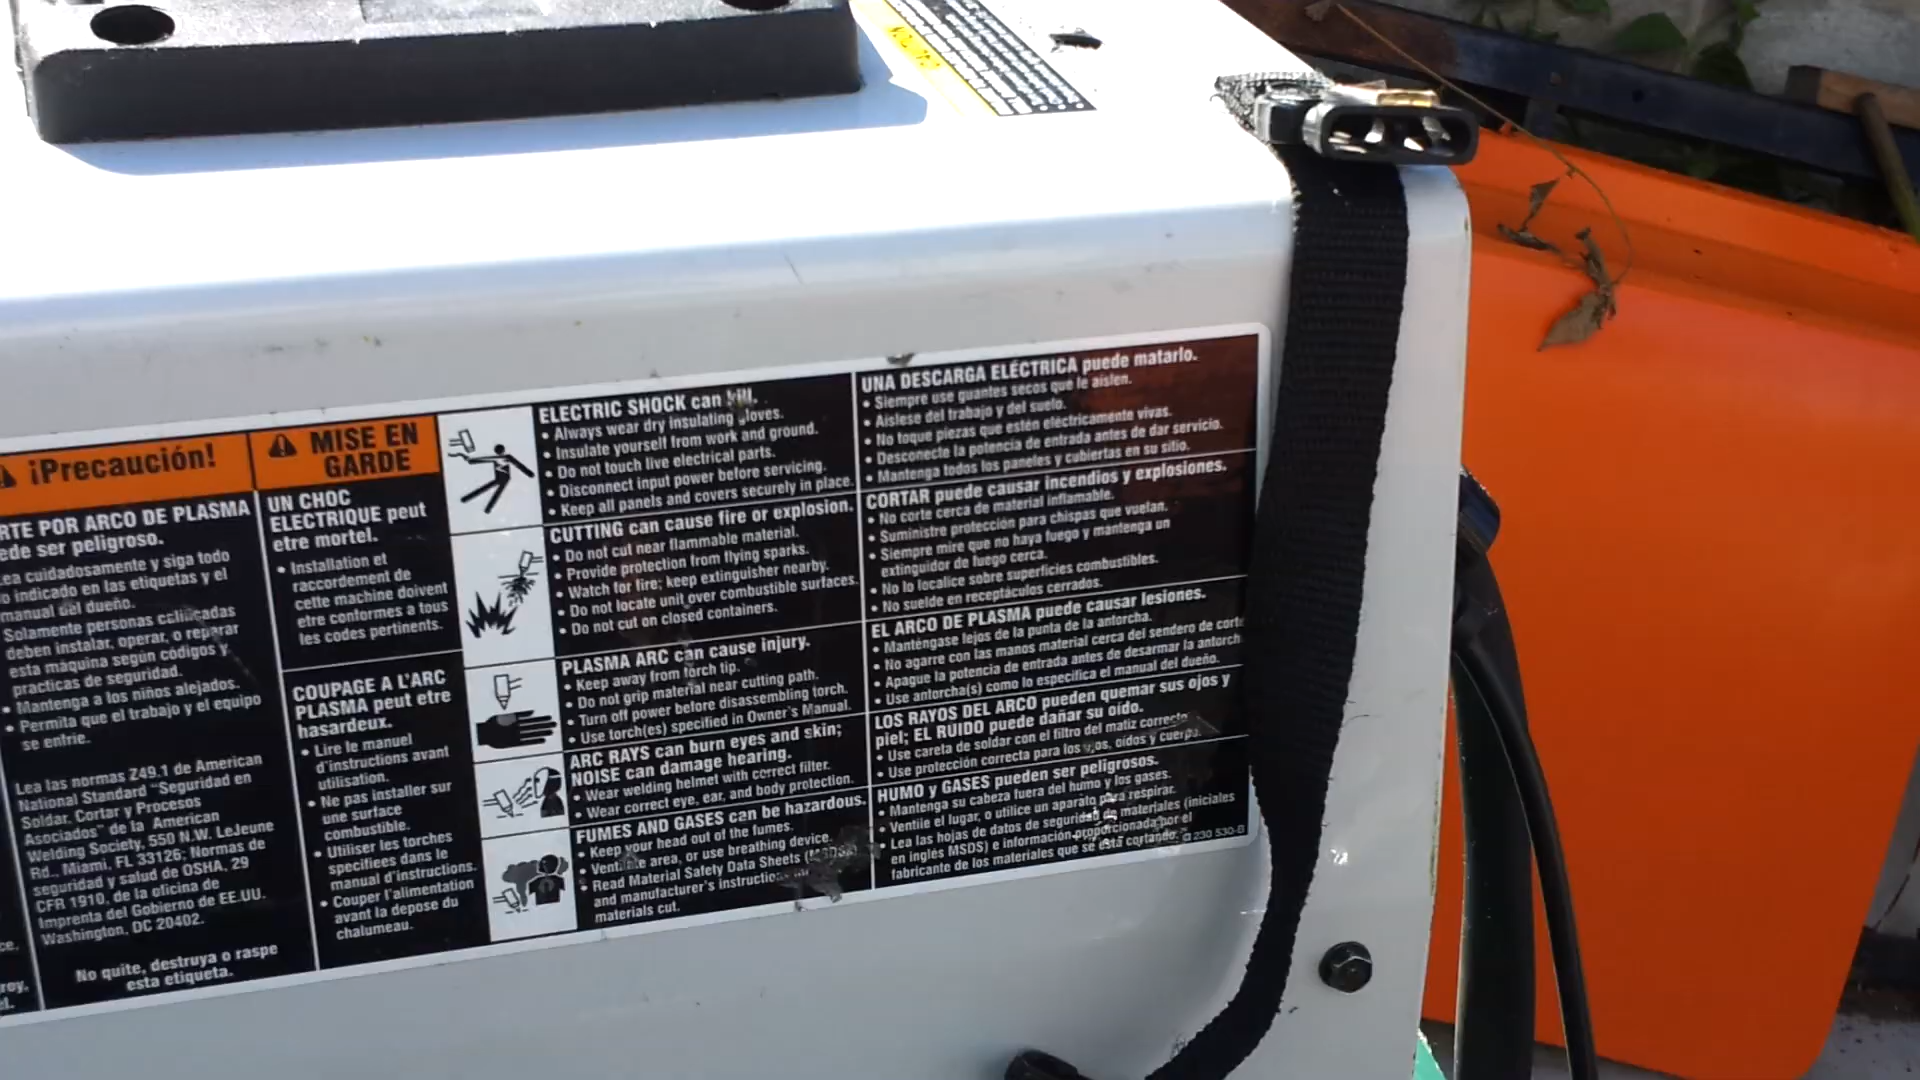 ¡Precaución!
RTE POR ARCO DE PLASMA
ede ser peligroso.
ea cuidadosamente y siga todo
o indicado en las etiquetas y el
manual del dueño.
Solamente personas
deben instalar, operar, o reparar
esta máquina según códigos y
practicas de seguridad.
• Mantenga a los niños alejados.
• Permita que el trabajo y el equipo
se enfrie.
Lea las normas Z49.1 de American
National Standard "Seguridad en
Soldar, Cortar y Procesos
Asociados" de la American
Welding Society, 550 N.W. LeJeune
Rd., Miami, FL 33126; Normas de
seguridad y salud de OSHA, 29
CFR 1910, de la oficina de
Imprenta del Gobierno de EE.UU.
Washington, DC 20402.
No quite, destruya o raspe
esta etiqueta.
MISE EN
GARDE
UN CHOC
ELECTRIQUE peut
etre mortel.
• Installation et
raccordement de
cette machine doivent
etre conformes a tous
les codes pertinents.
COUPAGE A L'ARC
PLASMA peut etre
hasardeux.
• Lire le manuel
d'instructions avant
utilisation.
• Ne pas installer sur
une surface
combustible.
• Utiliser les torches
specifiees dans le
manual d'instructions.
• Couper l'alimentation
avant la depose du
chalumeau.
ELECTRIC SHOCK can kill.
• Always wear dry insulating gloves.
• Insulate yourself from work and ground.
• Do not touch live electrical parts.
• Disconnect input power before servicing.
• Keep all panels and covers securely in place.
CUTTING can cause fire or explosion.
• Do not cut near flammable material.
• Provide protection from flying sparks.
• Watch for fire; keep extinguisher nearby.
• Do not locate unit over combustible surfaces.
• Do not cut on closed containers.
PLASMA ARC can cause injury.
• Keep away from torch tip.
• Do not grip material near cutting path.
• Turn off power before disassembling torch.
• Use torch(es) specified in Owner's Manual.
ARC RAYS can burn eyes and skin;
NOISE can damage hearing.
• Wear welding helmet with correct filter.
• Wear correct eye, ear, and body protection.
FUMES AND GASES can be hazardous.
• Keep your head out of the fumes.
• Ventilate area, or use breathing device.
• Read Material Safety Data Sheets
and manufacturer's instructions
materials cut.
UNA DESCARGA ELÉCTRICA puede matarlo.
• Siempre use guantes secos que le aislen.
• Aislese del trabajo y del suelo.
• No toque piezas que estén eléctricamente vivas.
• Desconecte la potencia de entrada antes de dar servicio.
• Mantenga todos los paneles y cubiertas en su sitio.
CORTAR puede causar incendios y explosiones.
• No corte cerca de material inflamable.
• Suministre protección para chispas que vuelan.
• Siempre mire que no haya fuego y mantenga un
extinguidor de fuego cerca.
• No lo localice sobre superficies combustibles.
• No suelde en receptáculos cerrados.
EL ARCO DE PLASMA puede causar lesiones.
• Manténgase lejos de la punta de la antorcha.
• No agarre con las manos material cerca del sendero de corte
• Apague la potencia de entrada antes de desarmar la antorch
• Use antorcha(s) como lo especifica el manual del dueño.
LOS RAYOS DEL ARCO pueden quemar sus ojos y
piel; EL RUIDO puede dañar su oido.
• Use careta de soldar con el filtro del matiz correcto
• Use protección correcta para los ojos, oídos y cuerpo.
HUMO y GASES pueden ser peligrosos.
• Mantenga su cabeza fuera del humo y los gases.
• Ventile el lugar, o utilice un aparato para respirar.
• Lea las hojas de datos de seguridad de materiales (iniciales
en inglés MSDS) e información proporcionada por el
fabricante de los materiales que se está cortando.
230 530-B